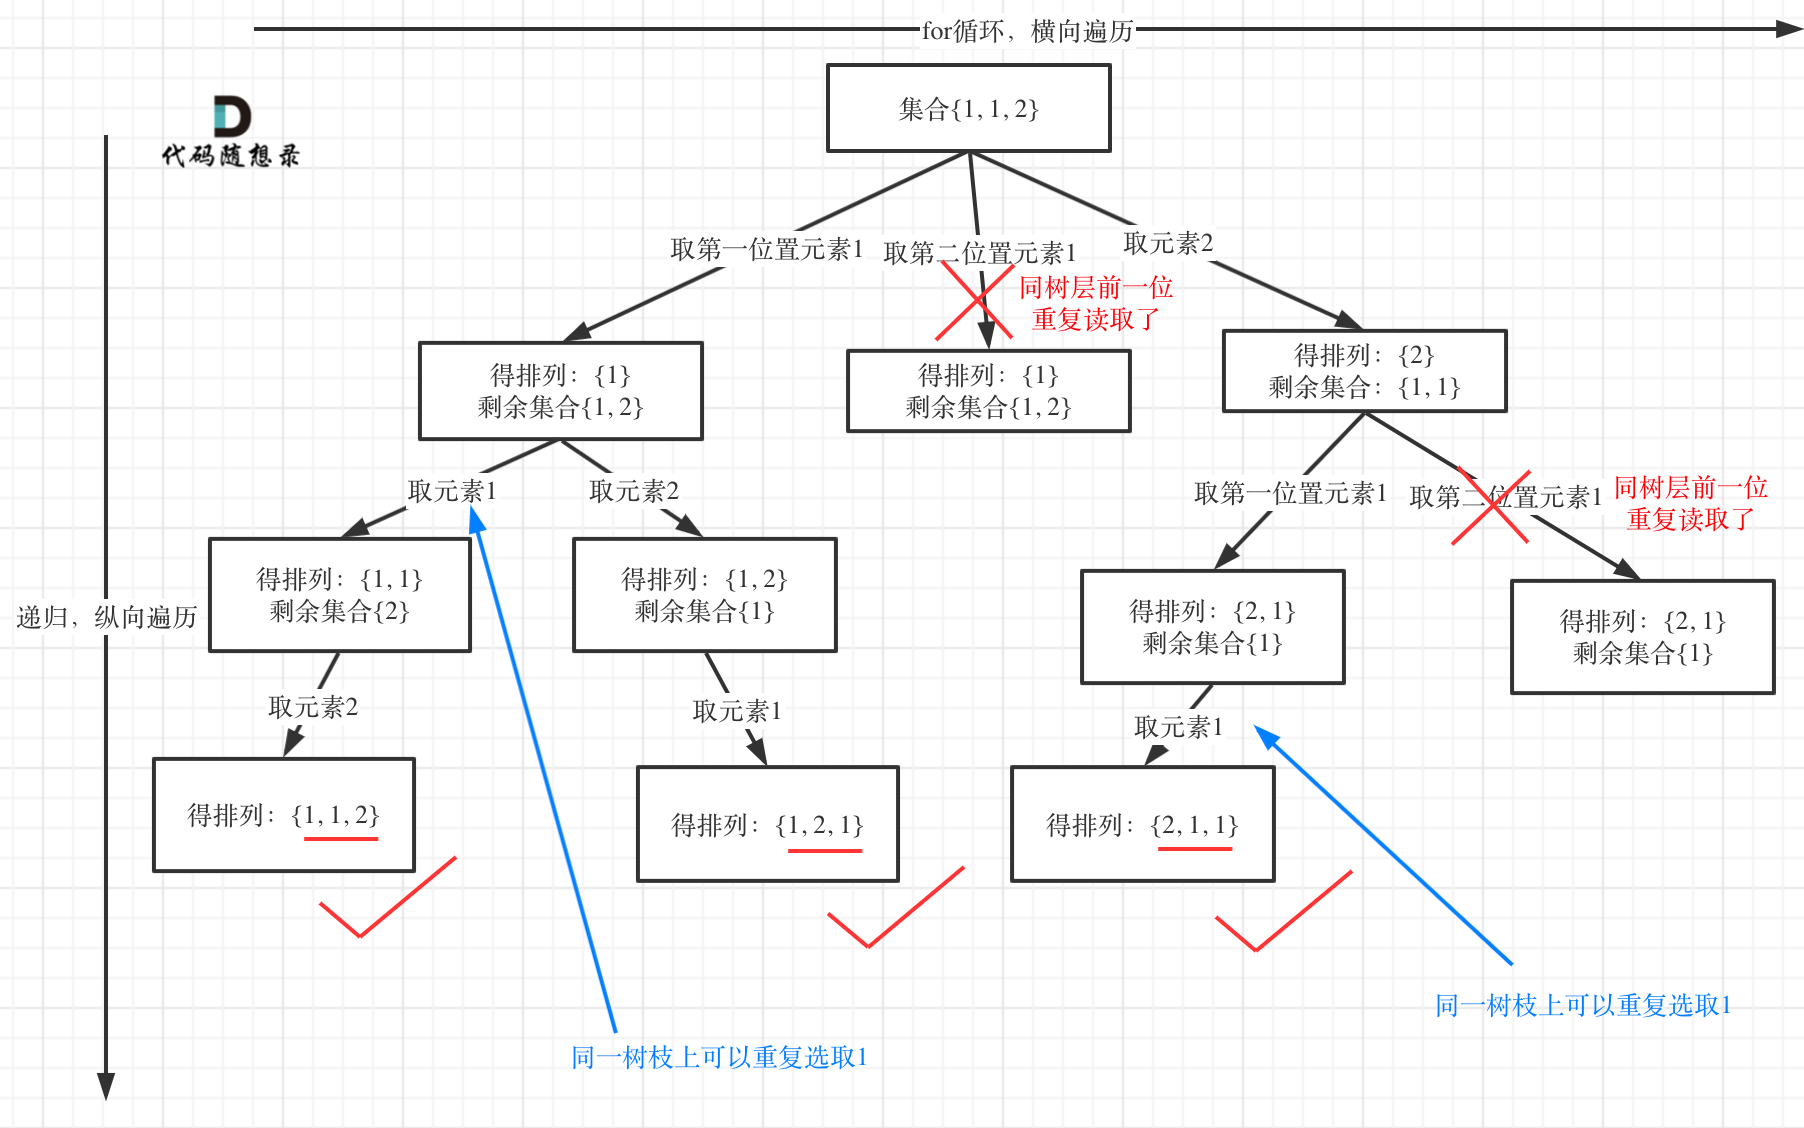 for循环，横向遍历
集合{1, 1, 2}
代码随想录
取第一位置元素1
取第二位置元素1
取元素2
同树层前一位
重复读取了
得排列：{1}
剩余集合{1, 2}
得排列：{1}
剩余集合{1, 2}
得排列：{2}
剩余集合：{1, 1}
取元素1
取元素2
取第一位置元素1
取第二位置元素1
同树层前一位
重复读取了
递归，纵向遍历
得排列：{1, 1}
剩余集合{2}
得排列：{1, 2}
剩余集合{1}
得排列：{2, 1}
剩余集合{1}
得排列：{2, 1}
剩余集合{1}
取元素2
取元素1
取元素1
得排列：{1, 1, 2}
得排列：{1, 2, 1}
得排列：{2, 1, 1}
同一树枝上可以重复选取1
同一树枝上可以重复选取1